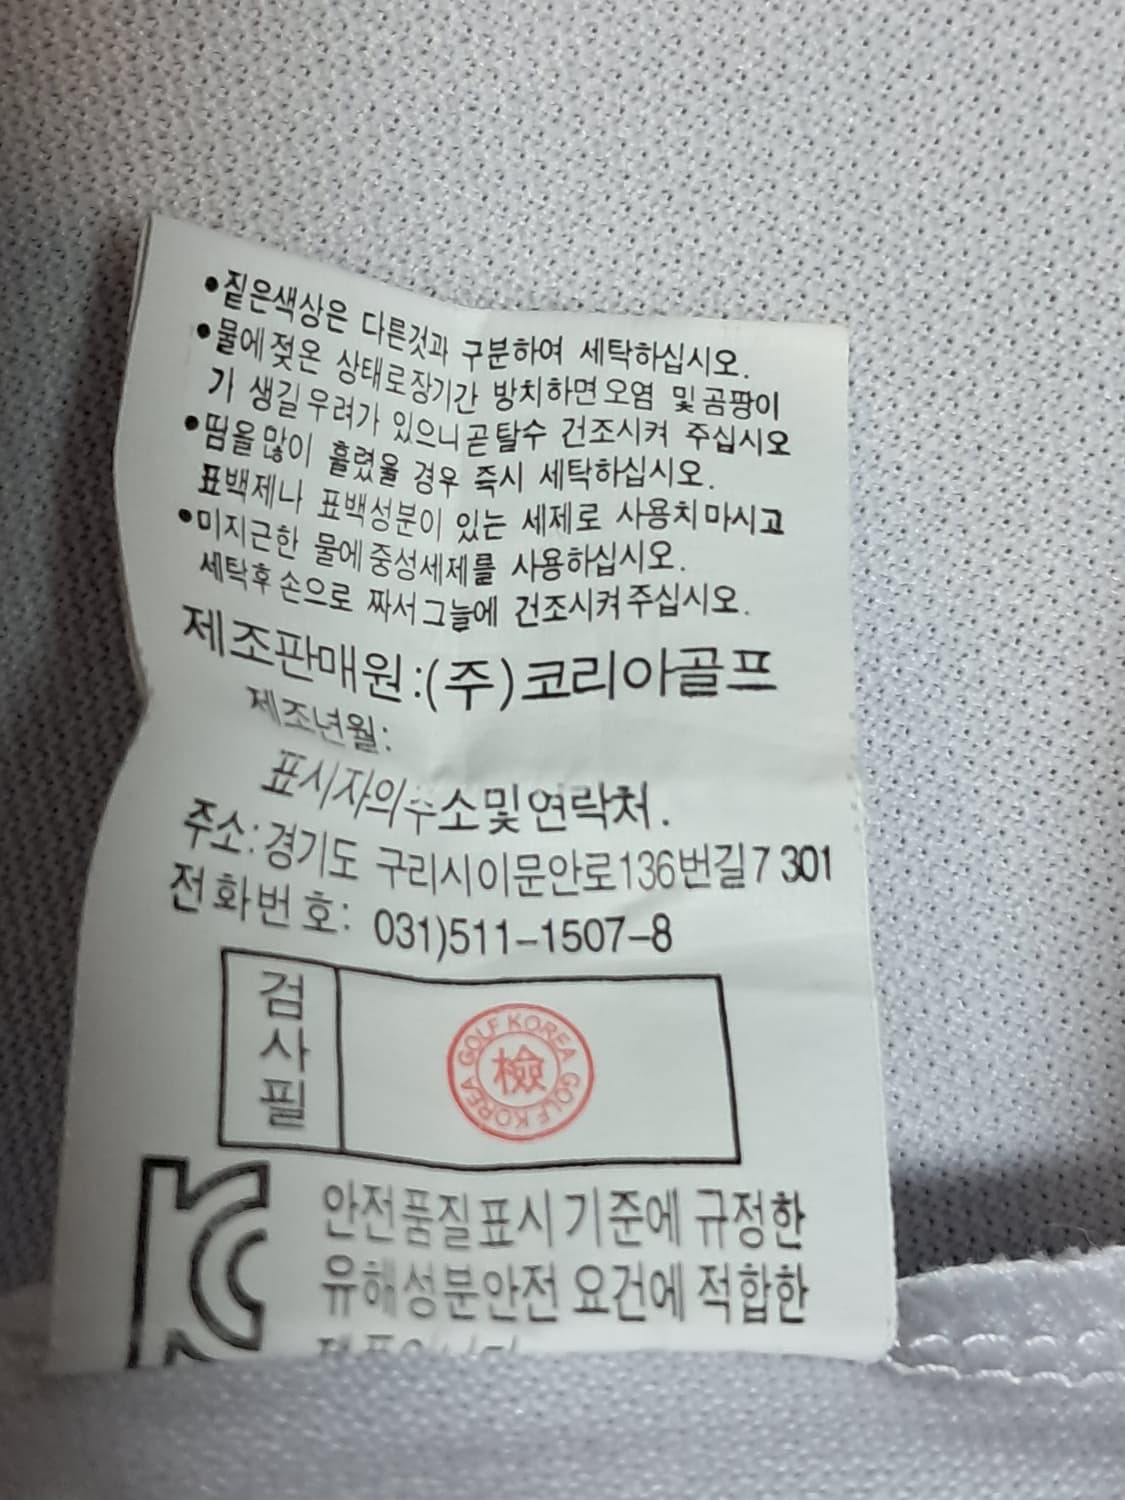 •짙은색상은 다른것과 구분하여 세탁하십시오.
•물에 젖은 상태로장기간 방치하면 오염 및 곰팡이
가 생길 우려가 있으니 곧 탈수 건조시켜 주십시오
•땀을 많이 흘렸을 경우 즉시 세탁하십시오.
표백제나 표백성분이 있는 세제로 사용치 마시고
•미지근한 물에 중성세제를 사용하십시오.
세탁후 손으로 짜서 그늘에 건조시켜 주십시오.
제조판매원:(주)코리아골프
제조년월:
표시자의 주소 및 연락처.
주소: 경기도 구리시 이문안로136번길 7 301
전화번호: 031)511-1507-8
검사필
GOLF KOREA GOLF KOREA
檢
KC
안전품질표시 기준에 규정한
유해성분안전 요건에 적합한
제품입니다